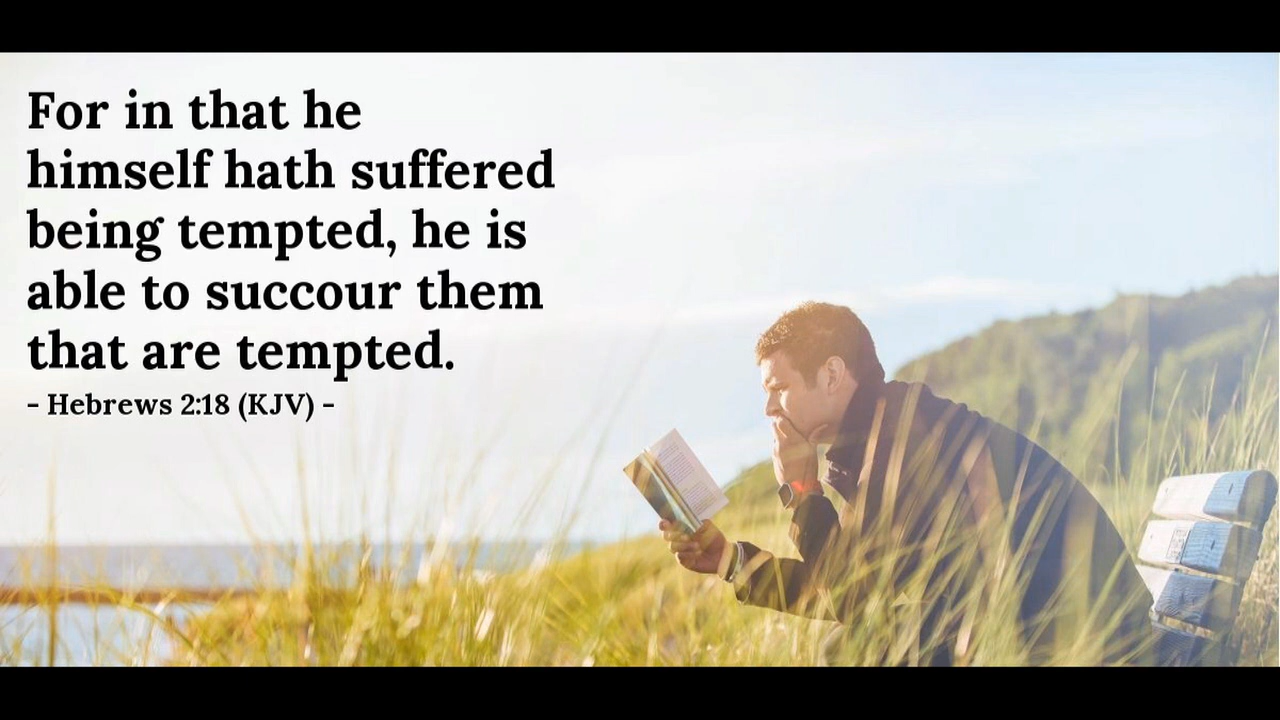 For in that he
himself hath suffered
being tempted, he is
able to succour them
that are tempted.
- Hebrews 2:18 (KJV) -